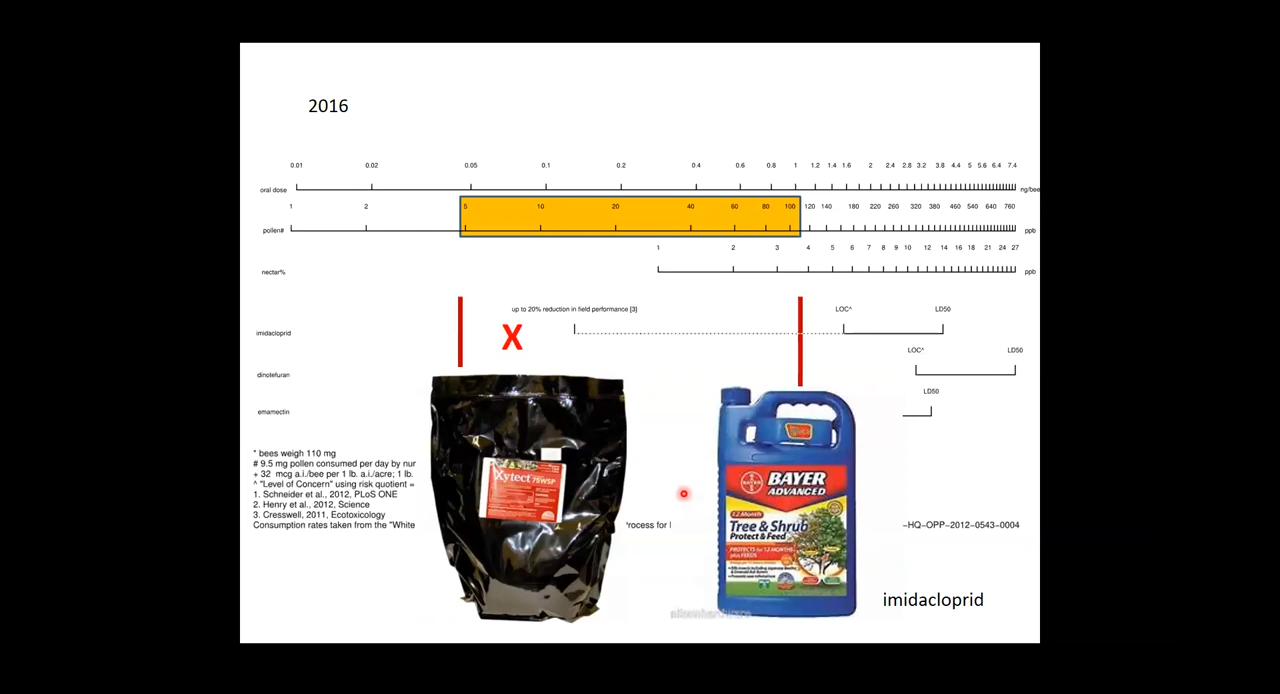 2016
0.01 0.02 0.05 0.1 0.2 0.4 0.6 0.8 1 1.2 1.4 1.6 2 2.4 2.8 3.2 3.8 4.4 5 5.6 6.4 7.4
oral dose ng/bee
1 2 5 10 20 40 60 80 100 120 140 180 220 260 320 380 460 540 640 760
pollen# ppb
1 2 3 4 5 6 7 8 9 10 12 14 16 18 21 24 27
nectar% ppb
up to 20% reduction in field performance [3] LOC^ LD50
imidacloprid X
LOC^ LD50
dinotefuran
LD50
emamectin
* bees weigh 110 mg
# 9.5 mg pollen consumed per day by nur
+ 32 mcg a.i./bee per 1 lb. a.i./acre; 1 lb.
^ "Level of Concern" using risk quotient =
1. Schneider et al., 2012, PLoS ONE
2. Henry et al., 2012, Science
3. Cresswell, 2011, Ecotoxicology
Consumption rates taken from the "White rocess for –HQ–OPP–2012–0543–0004
Xytect 75WSP
BAYER
BAYER
ADVANCED
12 Month
Tree & Shrub
Protect & Feed
PROTECTS for 12 MONTHS
plus FEEDS
imidacloprid